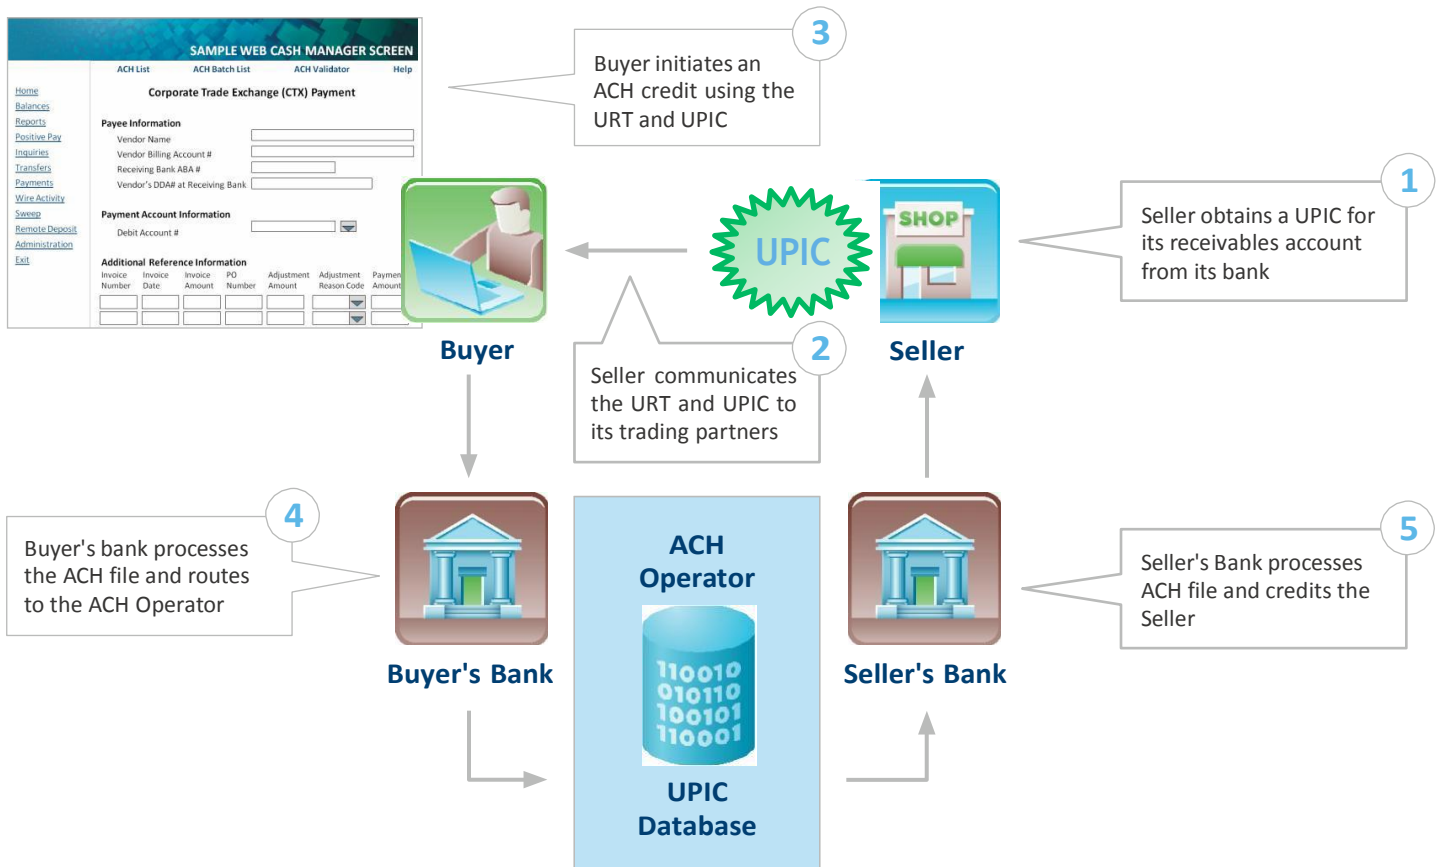 SAMPLE WEB CASH MANAGER SCREEN
ACH List ACH Batch List ACH Validator Help
Home
Balances
Reports
Positive Pay
Inquiries
Transfers
Payments
Wire Activity
Sweep
Remote Deposit
Administration
Exit
Corporate Trade Exchange (CTX) Payment
Payee Information
Vendor Name
Vendor Billing Account #
Receiving Bank ABA #
Vendor's DDA# at Receiving Bank
Payment Account Information
Debit Account #
Additional Reference Information
Invoice Invoice Invoice PO Adjustment Adjustment Payment
Number Date Amount Number Amount Reason Code Amount
3
Buyer initiates an
ACH credit using the
URT and UPIC
UPIC
SHOP
1
Seller obtains a UPIC for
its receivables account
from its bank
Buyer
2
Seller communicates
the URT and UPIC to
its trading partners
Seller
4
Buyer's bank processes
the ACH file and routes
to the ACH Operator
Buyer's Bank
ACH
Operator
110010
010110
100101
110001
UPIC
Database
Seller's Bank
5
Seller's Bank processes
ACH file and credits the
Seller